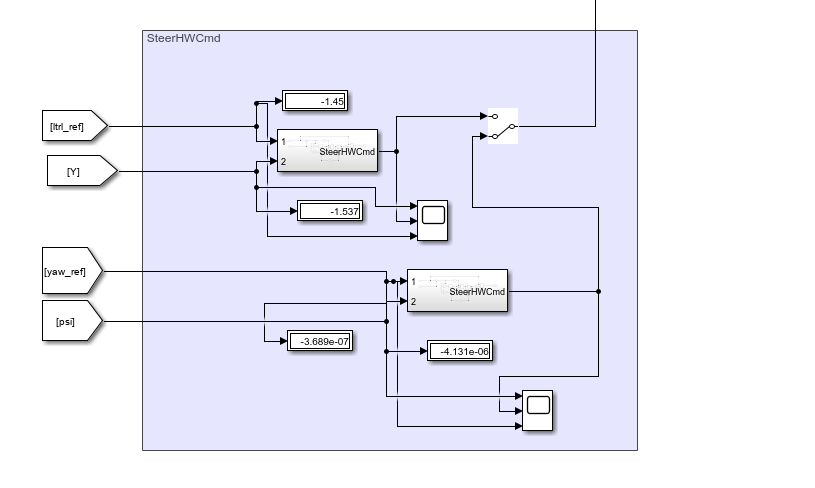 SteerHWCmd
-1.45
[ltrl_ref]
1
SteerHWCmd
2
[Y]
-1.537
[yaw_ref]
1
SteerHWCmd
2
[psi]
-3.689e-07
-4.131e-06